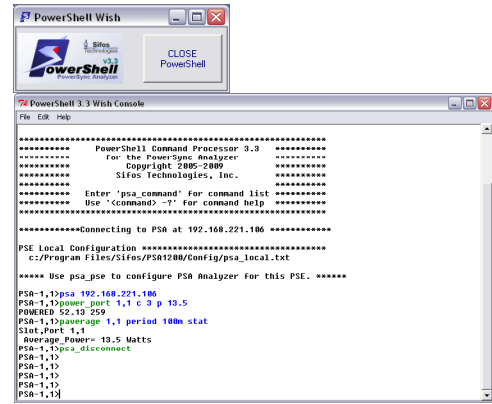 PowerShell Wish
Sifos
Technologies
v3.3
PowerShell
PowerSync Analyzer
CLOSE
PowerShell
PowerShell 3.3 Wish Console
File Edit Help
************************************************************
********** PowerShell Command Processor 3.3 **********
********** for the PowerSync Analyzer **********
********** Copyright 2005-2009 **********
********** Sifos Technologies, Inc. **********
********** **********
********** Enter 'psa_command' for command list **********
********** Use '<command> -?' for command help **********
************************************************************
************Connecting to PSA at 192.168.221.106 ************
PSE Local Configuration ************************************
c:/Program Files/Sifos/PSA1200/Config/psa_local.txt
***** Use psa_pse to configure PSA Analyzer for this PSE. ******
PSA-1,1>psa 192.168.221.106
PSA-1,1>power_port 1,1 c 3 p 13.5
POWERED 52.13 259
PSA-1,1>paverage 1,1 period 100m stat
Slot,Port 1,1
Average_Power= 13.5 Watts
PSA-1,1>psa_disconnect
PSA-1,1>
PSA-1,1>
PSA-1,1>
PSA-1,1>